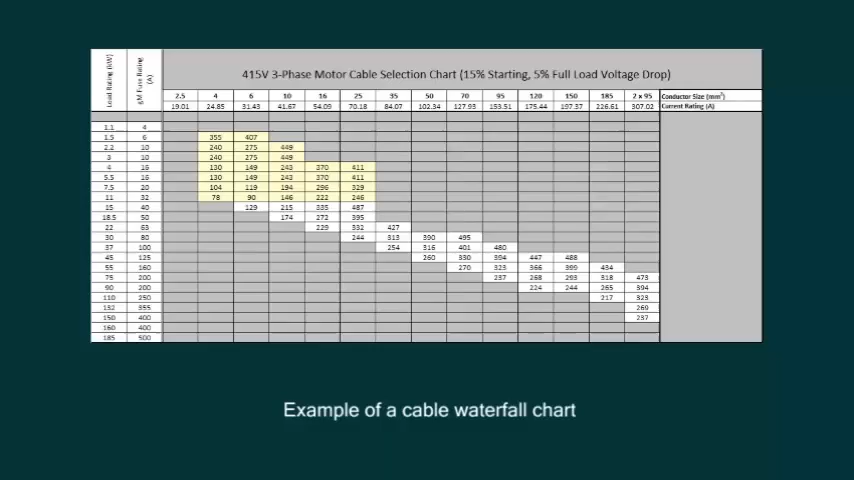 415V 3-Phase Motor Cable Selection Chart (15% Starting, 5% Full Load Voltage Drop)
Load Rating (kW) gM Fuse Rating (A)
2.5 4 6 10 16 25 35 50 70 95 120 150 185 2 x 95 Conductor Size (mm²)
19.01 24.85 31.43 41.67 54.09 70.18 84.07 102.34 127.93 153.51 175.44 197.37 226.61 307.02 Current Rating (A)
1.1 4
1.5 6 355 407
2.2 10 240 275 449
3 10 240 275 449
4 16 130 149 243 370 411
5.5 16 130 149 243 370 411
7.5 20 104 119 194 296 329
11 32 78 90 146 222 246
15 40 129 215 335 487
18.5 50 174 272 395
22 63 229 332 427
30 80 244 313 390 495
37 100 254 316 401 480
45 125 260 330 394 447 488
55 160 270 323 366 399 434
75 200 237 268 293 318 473
90 200 224 244 265 394
110 250 217 323
132 355 269
150 400 237
160 400
185 500
Example of a cable waterfall chart